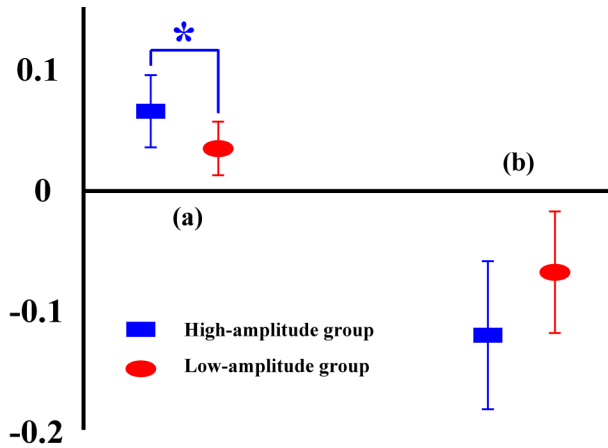 *
0.1
(b)
0
(a)
-0.1
High-amplitude group
Low-amplitude group
-0.2